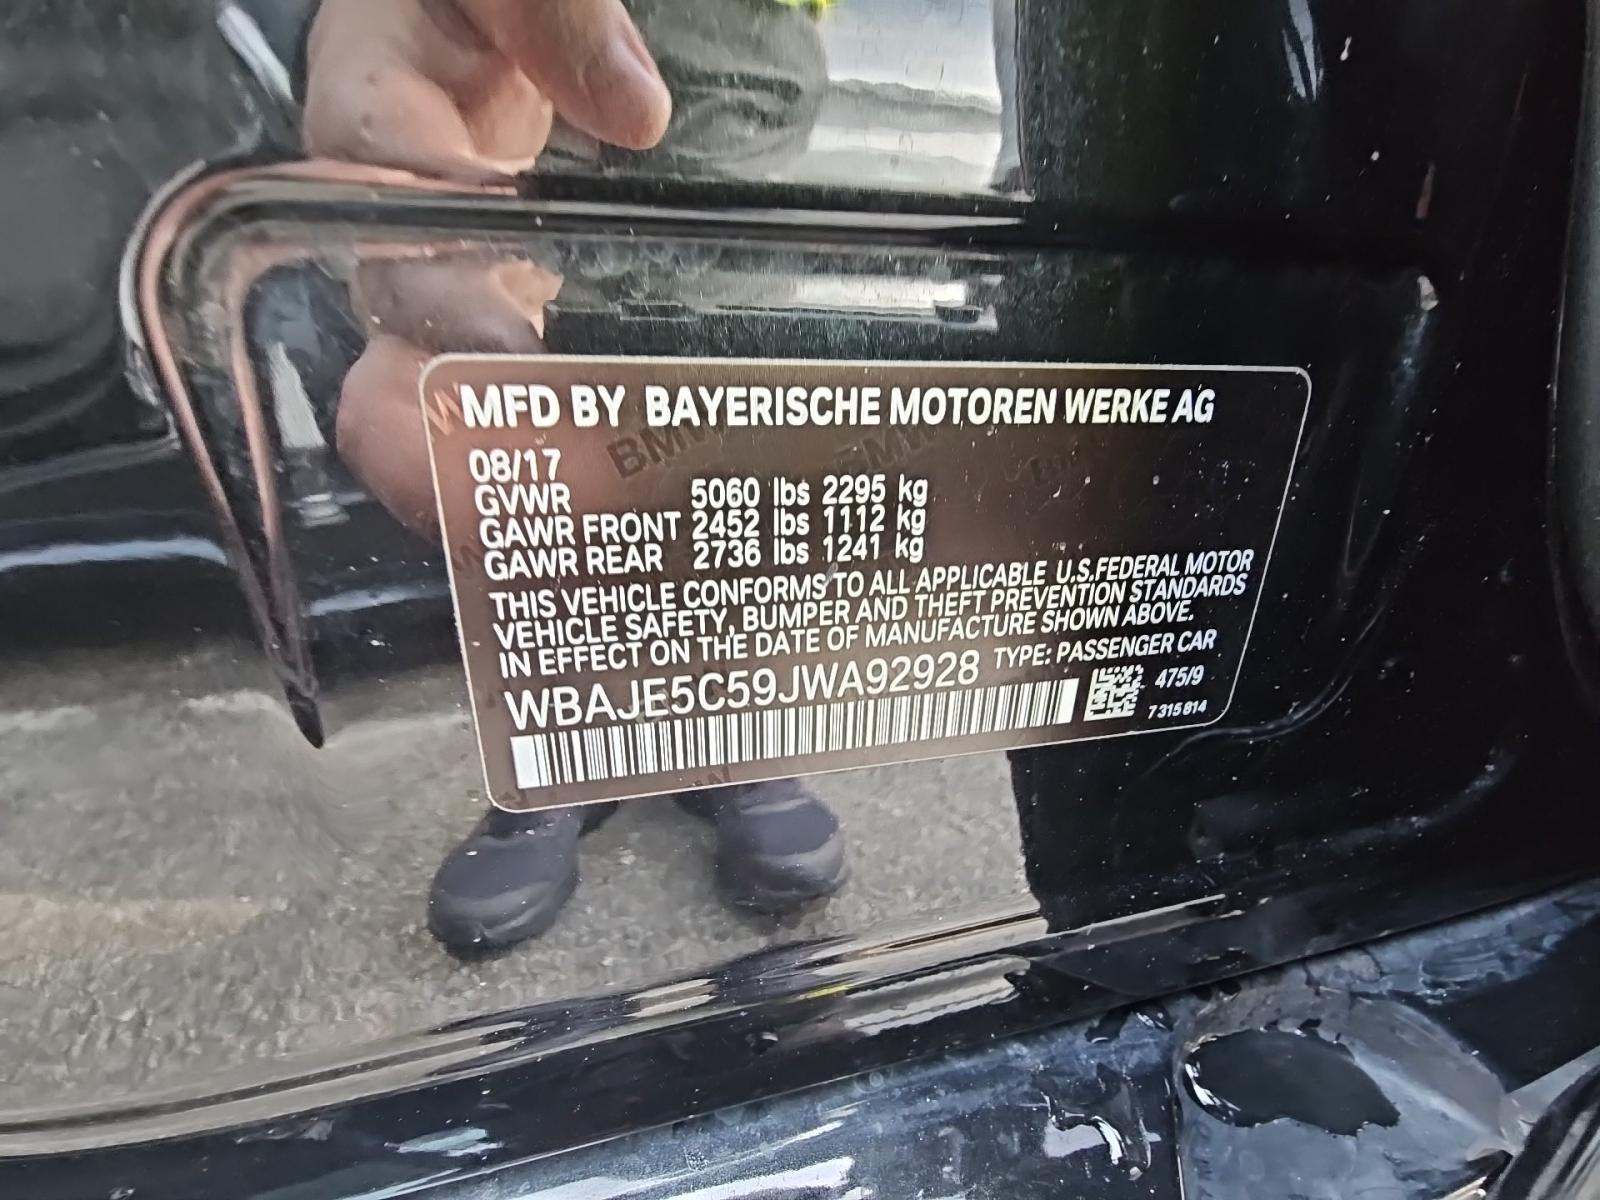 MFD BY BAYERISCHE MOTOREN WERKE AG
08/17
GVWR 5060 lbs 2295 kg
GAWR FRONT 2452 lbs 1112 kg
GAWR REAR 2736 lbs 1241 kg
THIS VEHICLE CONFORMS TO ALL APPLICABLE U.S.FEDERAL MOTOR
VEHICLE SAFETY, BUMPER AND THEFT PREVENTION STANDARDS
IN EFFECT ON THE DATE OF MANUFACTURE SHOWN ABOVE.
WBAJE5C59JWA92928 TYPE: PASSENGER CAR
475/9
7 315 814
BMW
BMW